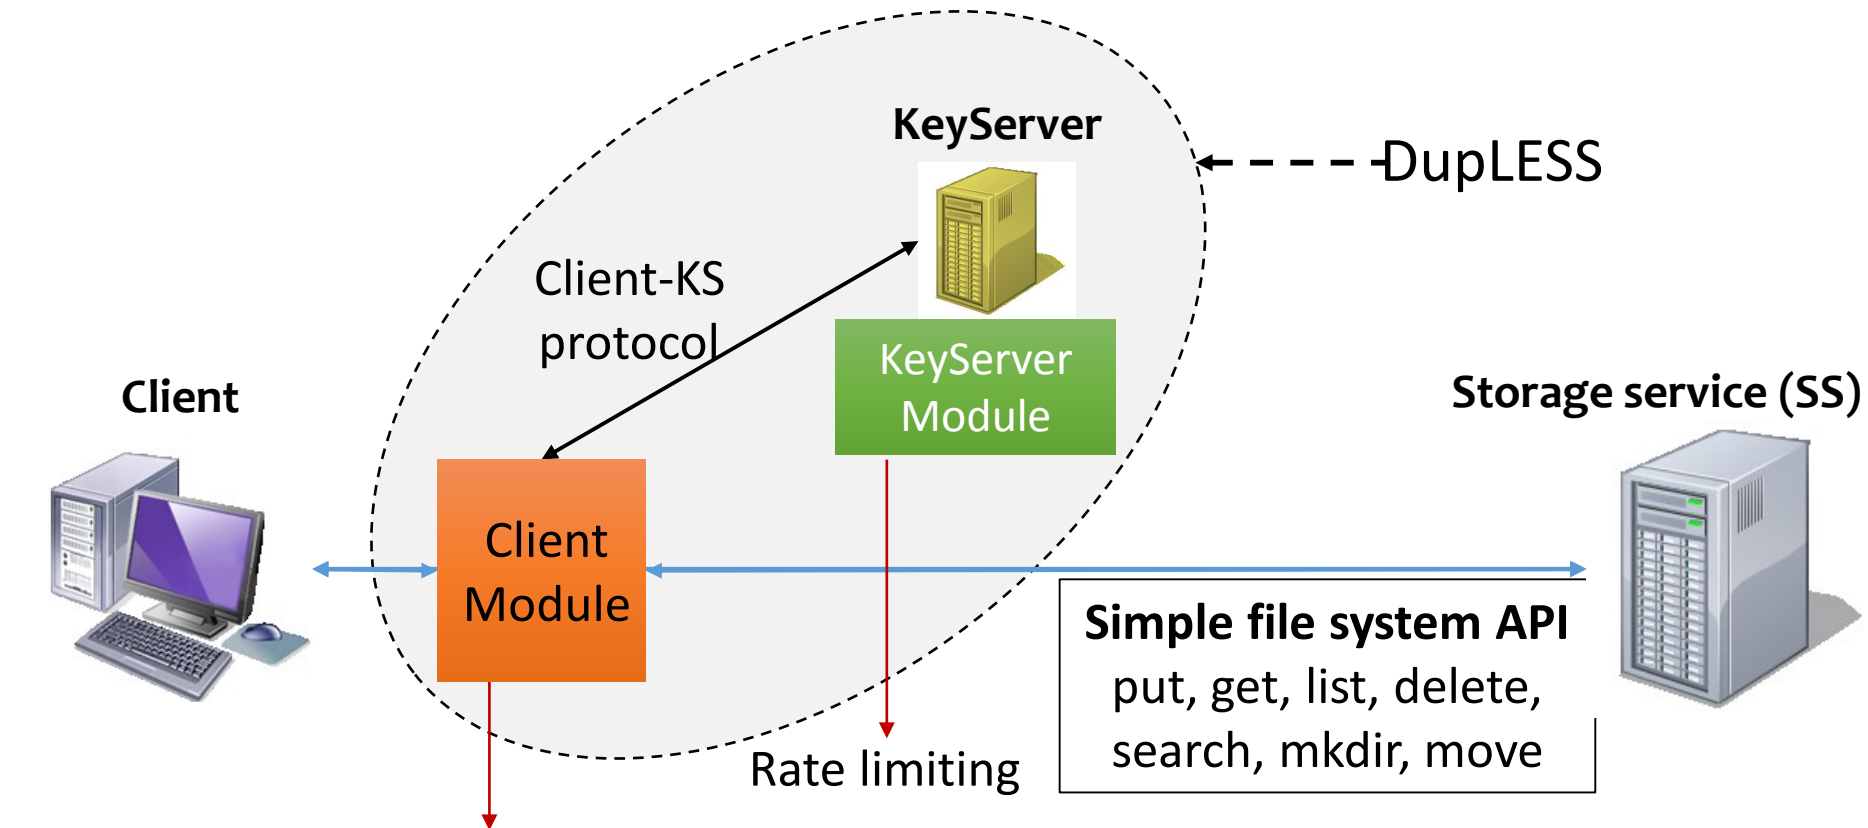 KeyServer
DupLESS
Client-KS
protocol
KeyServer
Module
Client
Storage service (SS)
Client
Module
Simple file system API
put, get, list, delete,
search, mkdir, move
Rate limiting